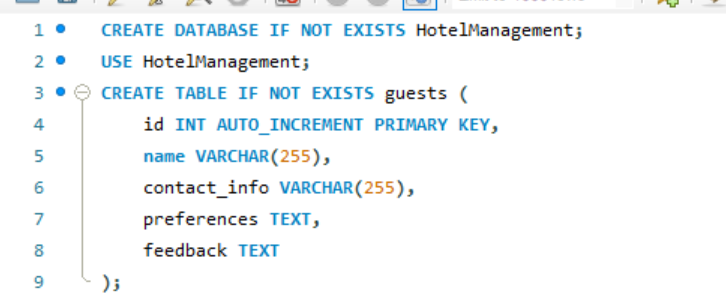 1 CREATE DATABASE IF NOT EXISTS HotelManagement;
2 USE HotelManagement;
3 CREATE TABLE IF NOT EXISTS guests (
4 id INT AUTO_INCREMENT PRIMARY KEY,
5 name VARCHAR(255),
6 contact_info VARCHAR(255),
7 preferences TEXT,
8 feedback TEXT
9 );